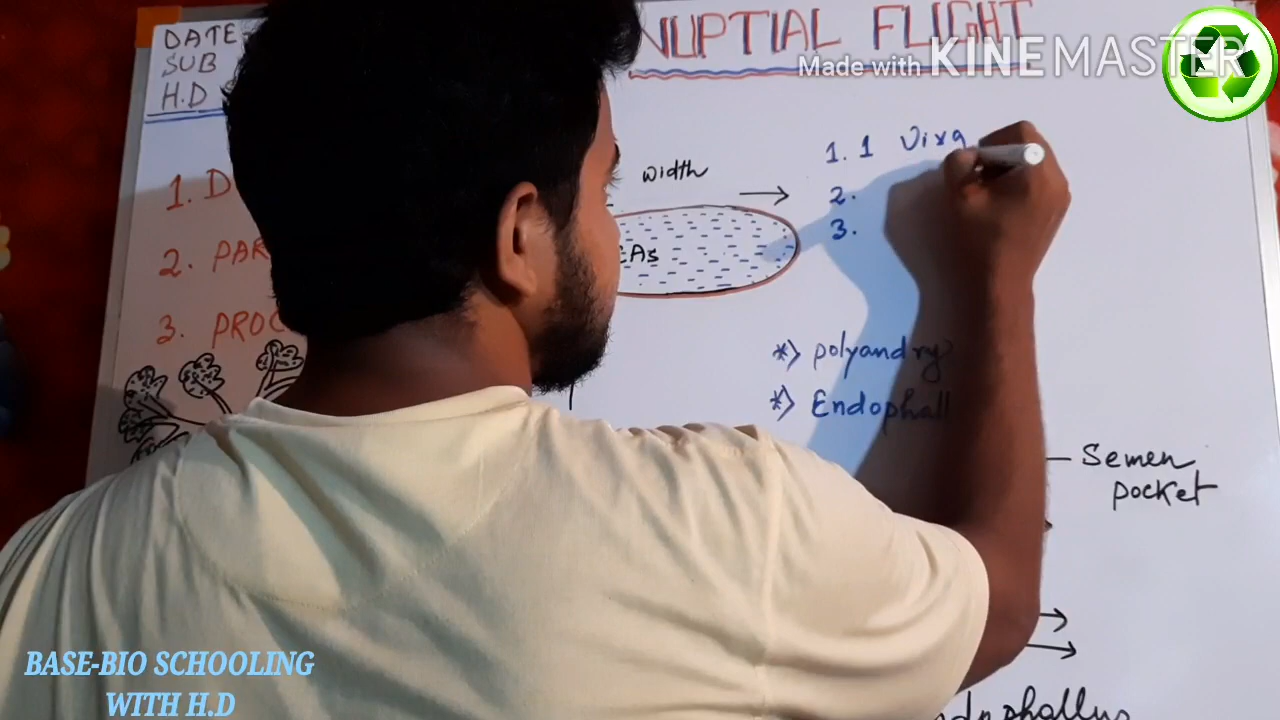 DATE
SUB
H.D
NUPTIAL FLIGHT
Made with KINEMASTER
1. D
2. PAR
3. PROC
width
EAs
1. 1 Virg
2.
3.
*) polyandry
*) Endophall
Semen
pocket
ndophallus
BASE-BIO SCHOOLING
WITH H.D